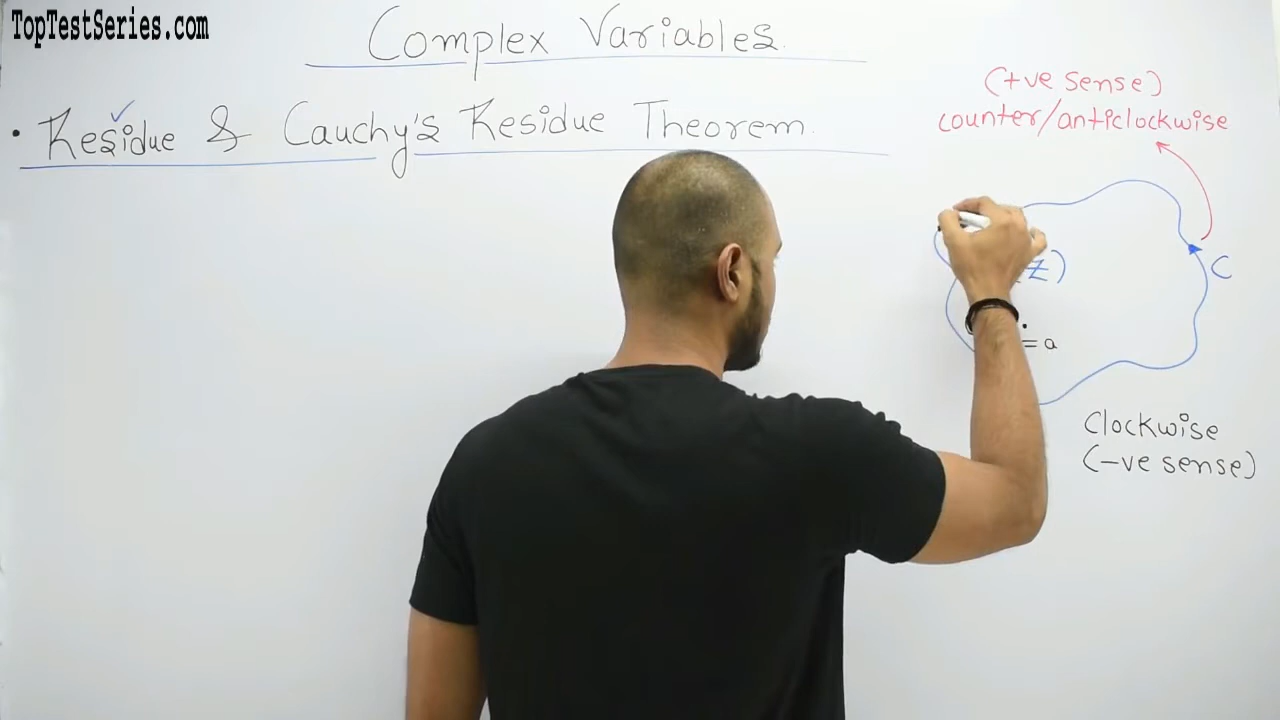 TopTestSeries.com
Complex Variables.
• Residue & Cauchy's Residue Theorem.
(+ve sense)
counter/anticlockwise
(z)
C
= a
Clockwise
(-ve sense)